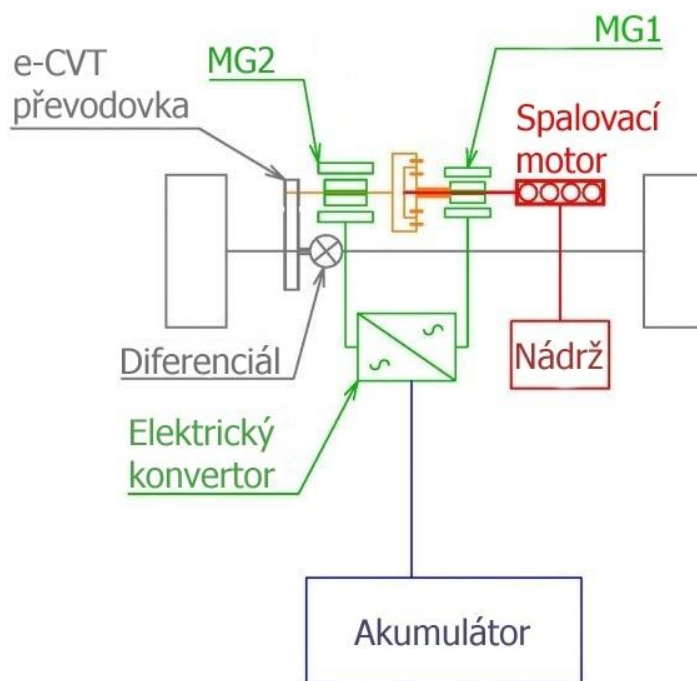 MG1
e-CVT
převodovka
MG2
Spalovací
motor
Diferenciál
Nádrž
Elektrický
konvertor
Akumulátor